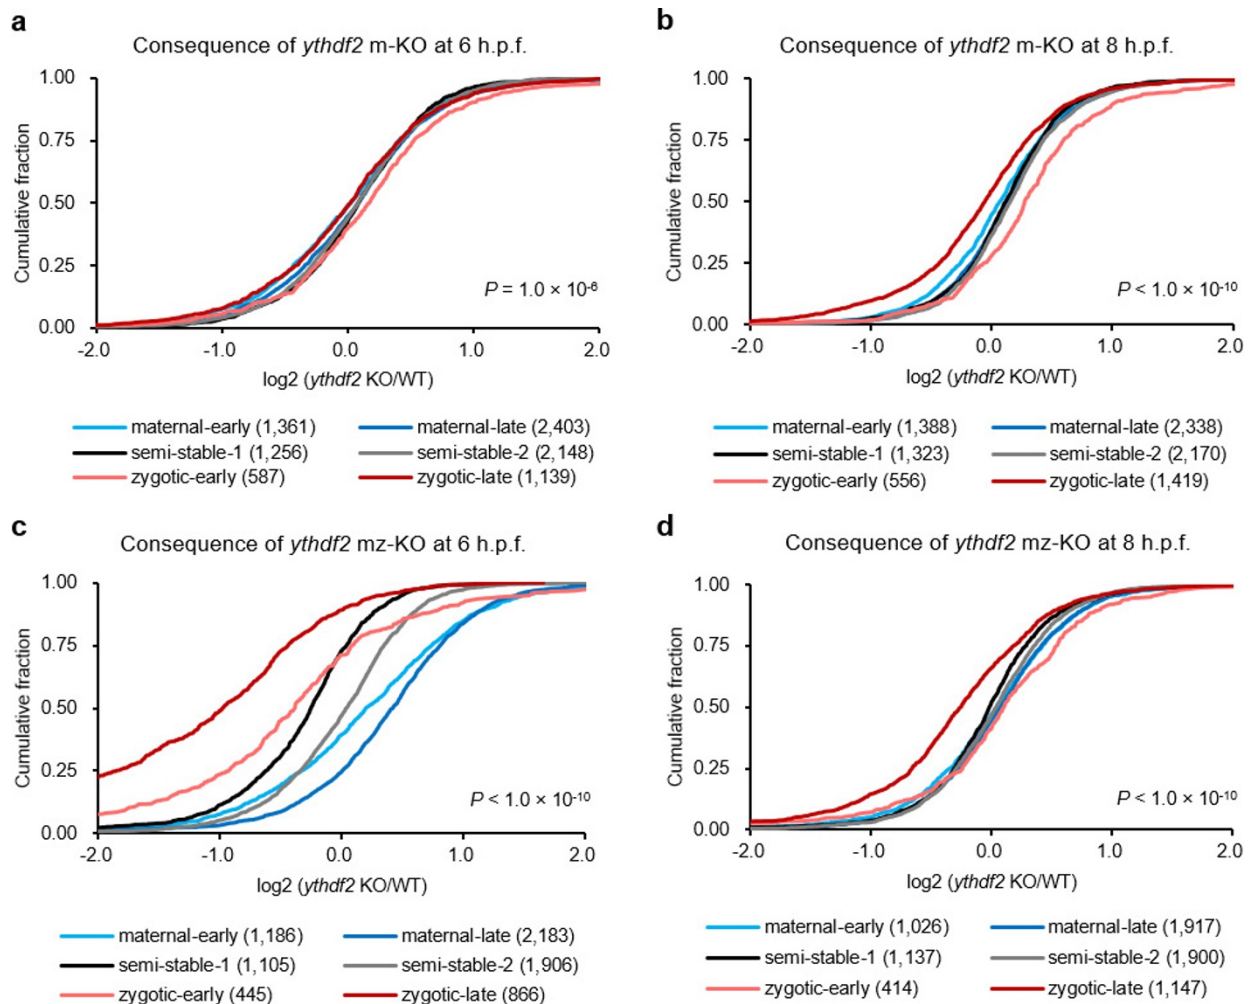 a
Consequence of ythdf2 m-KO at 6 h.p.f.
1.00
0.75
0.50
0.25
0.00
Cumulative fraction
P = 1.0 × 10-6
-2.0 -1.0 0.0 1.0 2.0
log2 (ythdf2 KO/WT)
maternal-early (1,361) maternal-late (2,403)
semi-stable-1 (1,256) semi-stable-2 (2,148)
zygotic-early (587) zygotic-late (1,139)
b
Consequence of ythdf2 m-KO at 8 h.p.f.
1.00
0.75
0.50
0.25
0.00
Cumulative fraction
P < 1.0 × 10-10
-2.0 -1.0 0.0 1.0 2.0
log2 (ythdf2 KO/WT)
maternal-early (1,388) maternal-late (2,338)
semi-stable-1 (1,323) semi-stable-2 (2,170)
zygotic-early (556) zygotic-late (1,419)
c
Consequence of ythdf2 mz-KO at 6 h.p.f.
1.00
0.75
0.50
0.25
0.00
Cumulative fraction
P < 1.0 × 10-10
-2.0 -1.0 0.0 1.0 2.0
log2 (ythdf2 KO/WT)
maternal-early (1,186) maternal-late (2,183)
semi-stable-1 (1,105) semi-stable-2 (1,906)
zygotic-early (445) zygotic-late (866)
d
Consequence of ythdf2 mz-KO at 8 h.p.f.
1.00
0.75
0.50
0.25
0.00
Cumulative fraction
P < 1.0 × 10-10
-2.0 -1.0 0.0 1.0 2.0
log2 (ythdf2 KO/WT)
maternal-early (1,026) maternal-late (1,917)
semi-stable-1 (1,137) semi-stable-2 (1,900)
zygotic-early (414) zygotic-late (1,147)